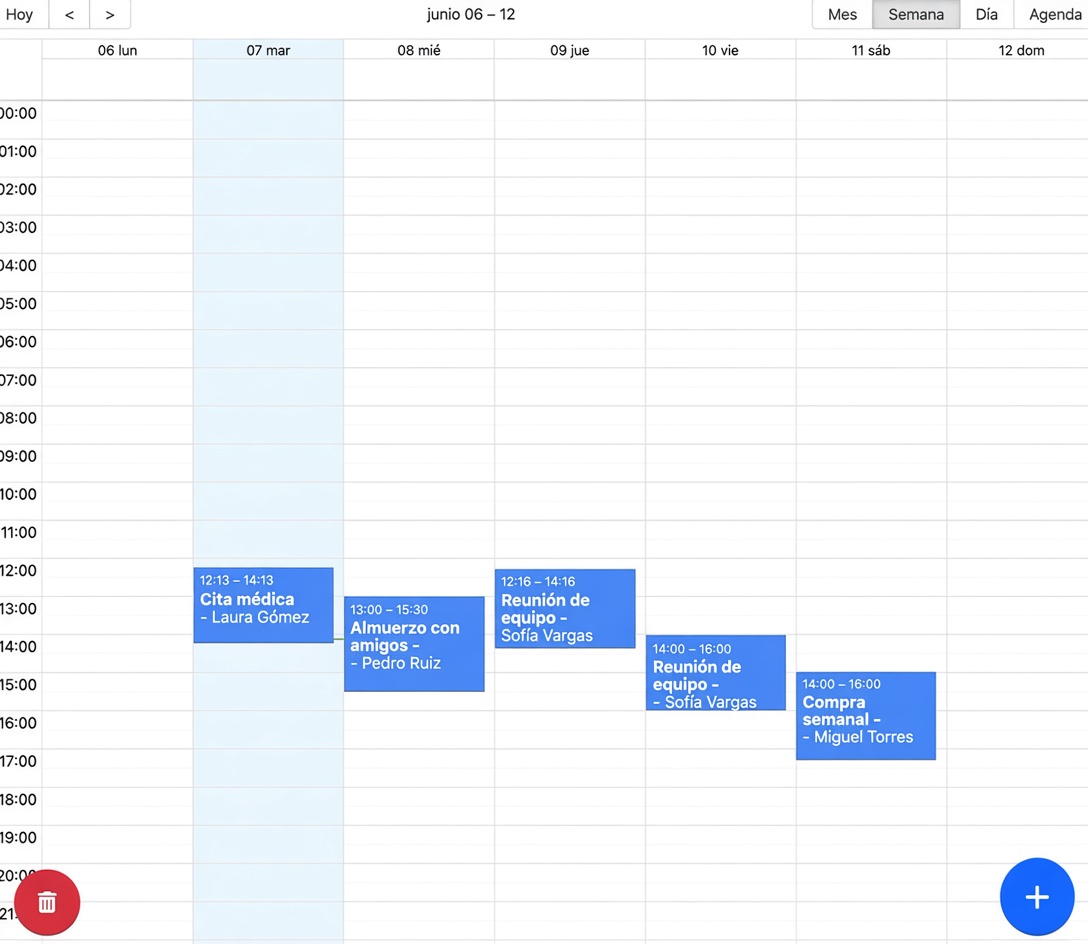 Hoy < > junio 06 – 12 Mes Semana Día Agenda
06 lun 07 mar 08 mié 09 jue 10 vie 11 sáb 12 dom
00:00
01:00
02:00
03:00
04:00
05:00
06:00
07:00
08:00
09:00
10:00
11:00
12:00
13:00
14:00
15:00
16:00
17:00
18:00
19:00
20:00
21:
12:13 – 14:13
Cita médica
- Laura Gómez
13:00 – 15:30
Almuerzo con
amigos -
- Pedro Ruiz
12:16 – 14:16
Reunión de
equipo -
Sofía Vargas
14:00 – 16:00
Reunión de
equipo -
- Sofía Vargas
14:00 – 16:00
Compra
semanal -
- Miguel Torres